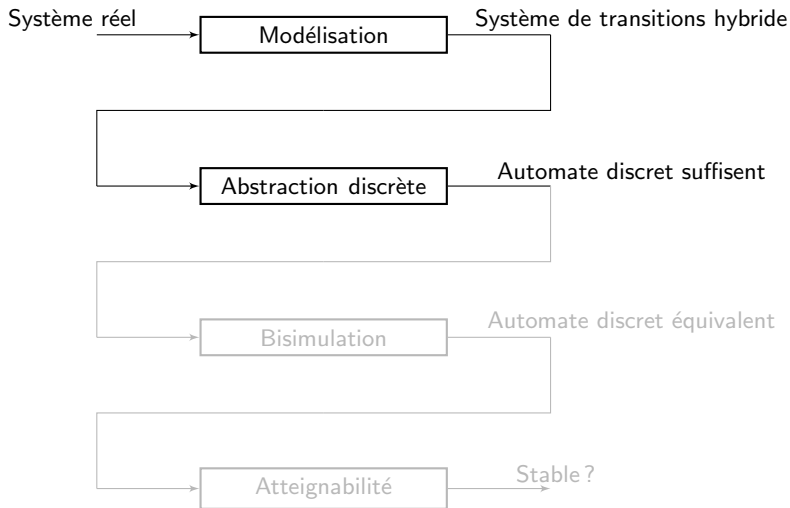 Système réel
Modélisation
Système de transitions hybride
Abstraction discrète
Automate discret suffisent
Bisimulation
Automate discret équivalent
Atteignabilité
Stable ?